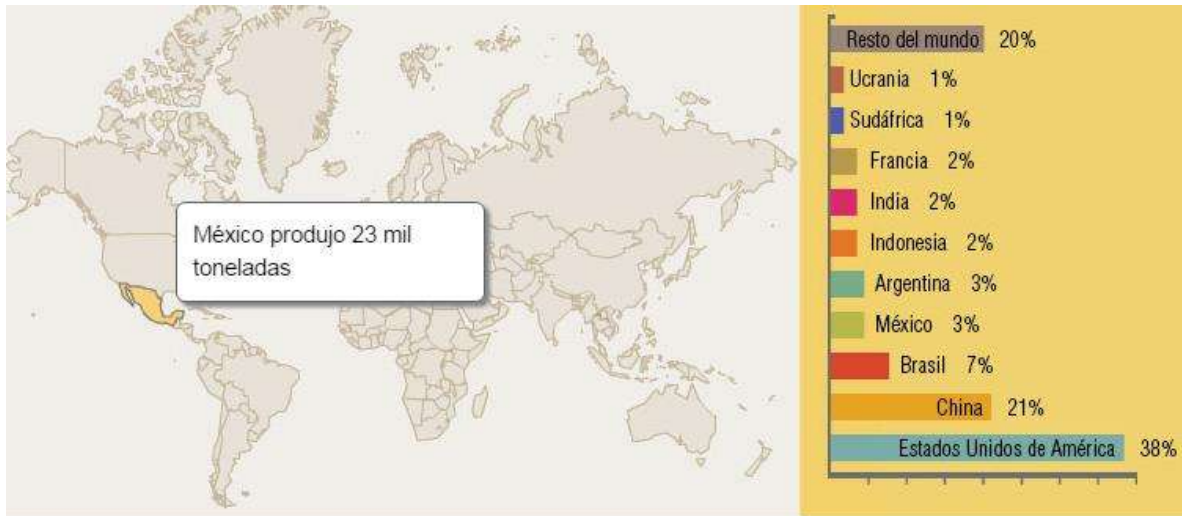 México produjo 23 mil
toneladas
Resto del mundo 20%
Ucrania 1%
Sudáfrica 1%
Francia 2%
India 2%
Indonesia 2%
Argentina 3%
México 3%
Brasil 7%
China 21%
Estados Unidos de América 38%